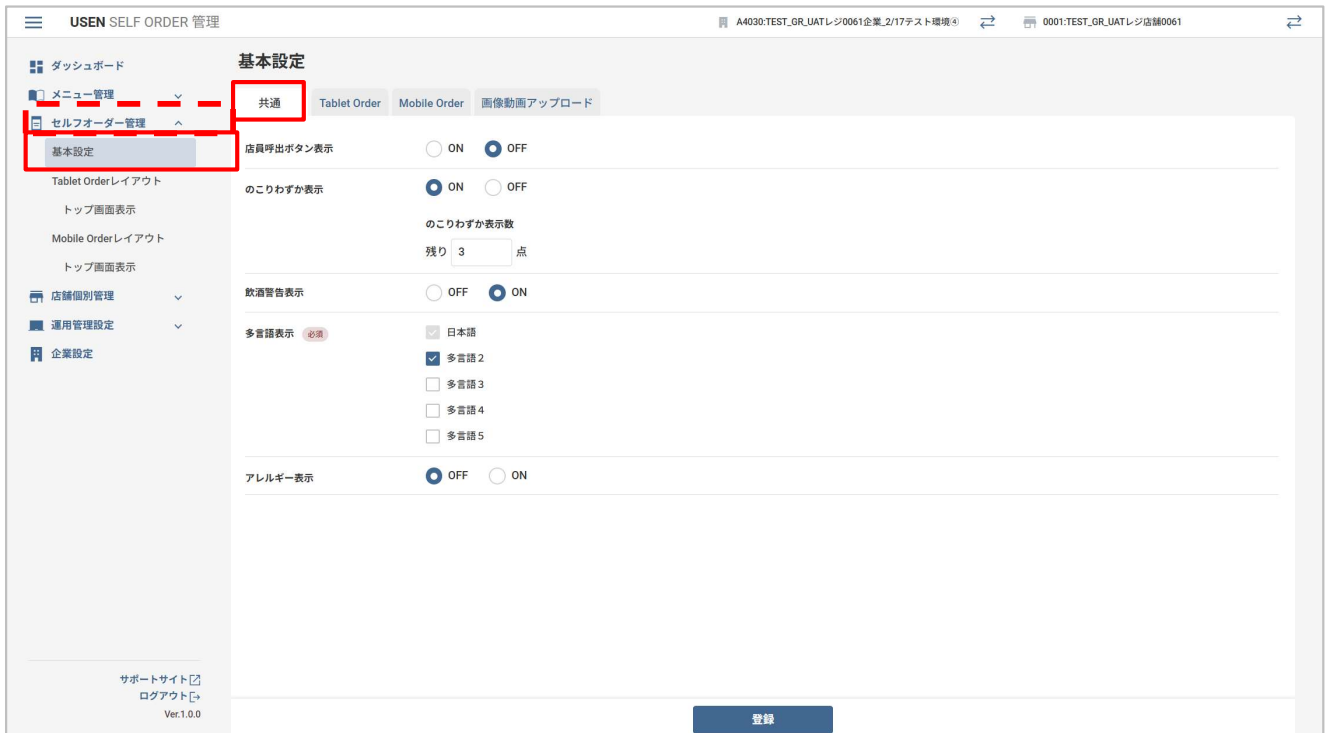 USEN SELF ORDER 管理
A4030:TEST_GR_UATレジ0061企業_2/17テスト環境④
0001:TEST_GR_UATレジ店舗0061
ダッシュボード
メニュー管理
セルフオーダー管理
基本設定
Tablet Orderレイアウト
トップ画面表示
Mobile Orderレイアウト
トップ画面表示
店舗個別管理
運用管理設定
企業設定
サポートサイト
ログアウト
Ver.1.0.0
基本設定
共通 Tablet Order Mobile Order 画像動画アップロード
店員呼出ボタン表示 ON OFF
のこりわずか表示 ON OFF
のこりわずか表示数
残り 3 点
飲酒警告表示 OFF ON
多言語表示 必須 日本語
多言語2
多言語3
多言語4
多言語5
アレルギー表示 OFF ON
登録